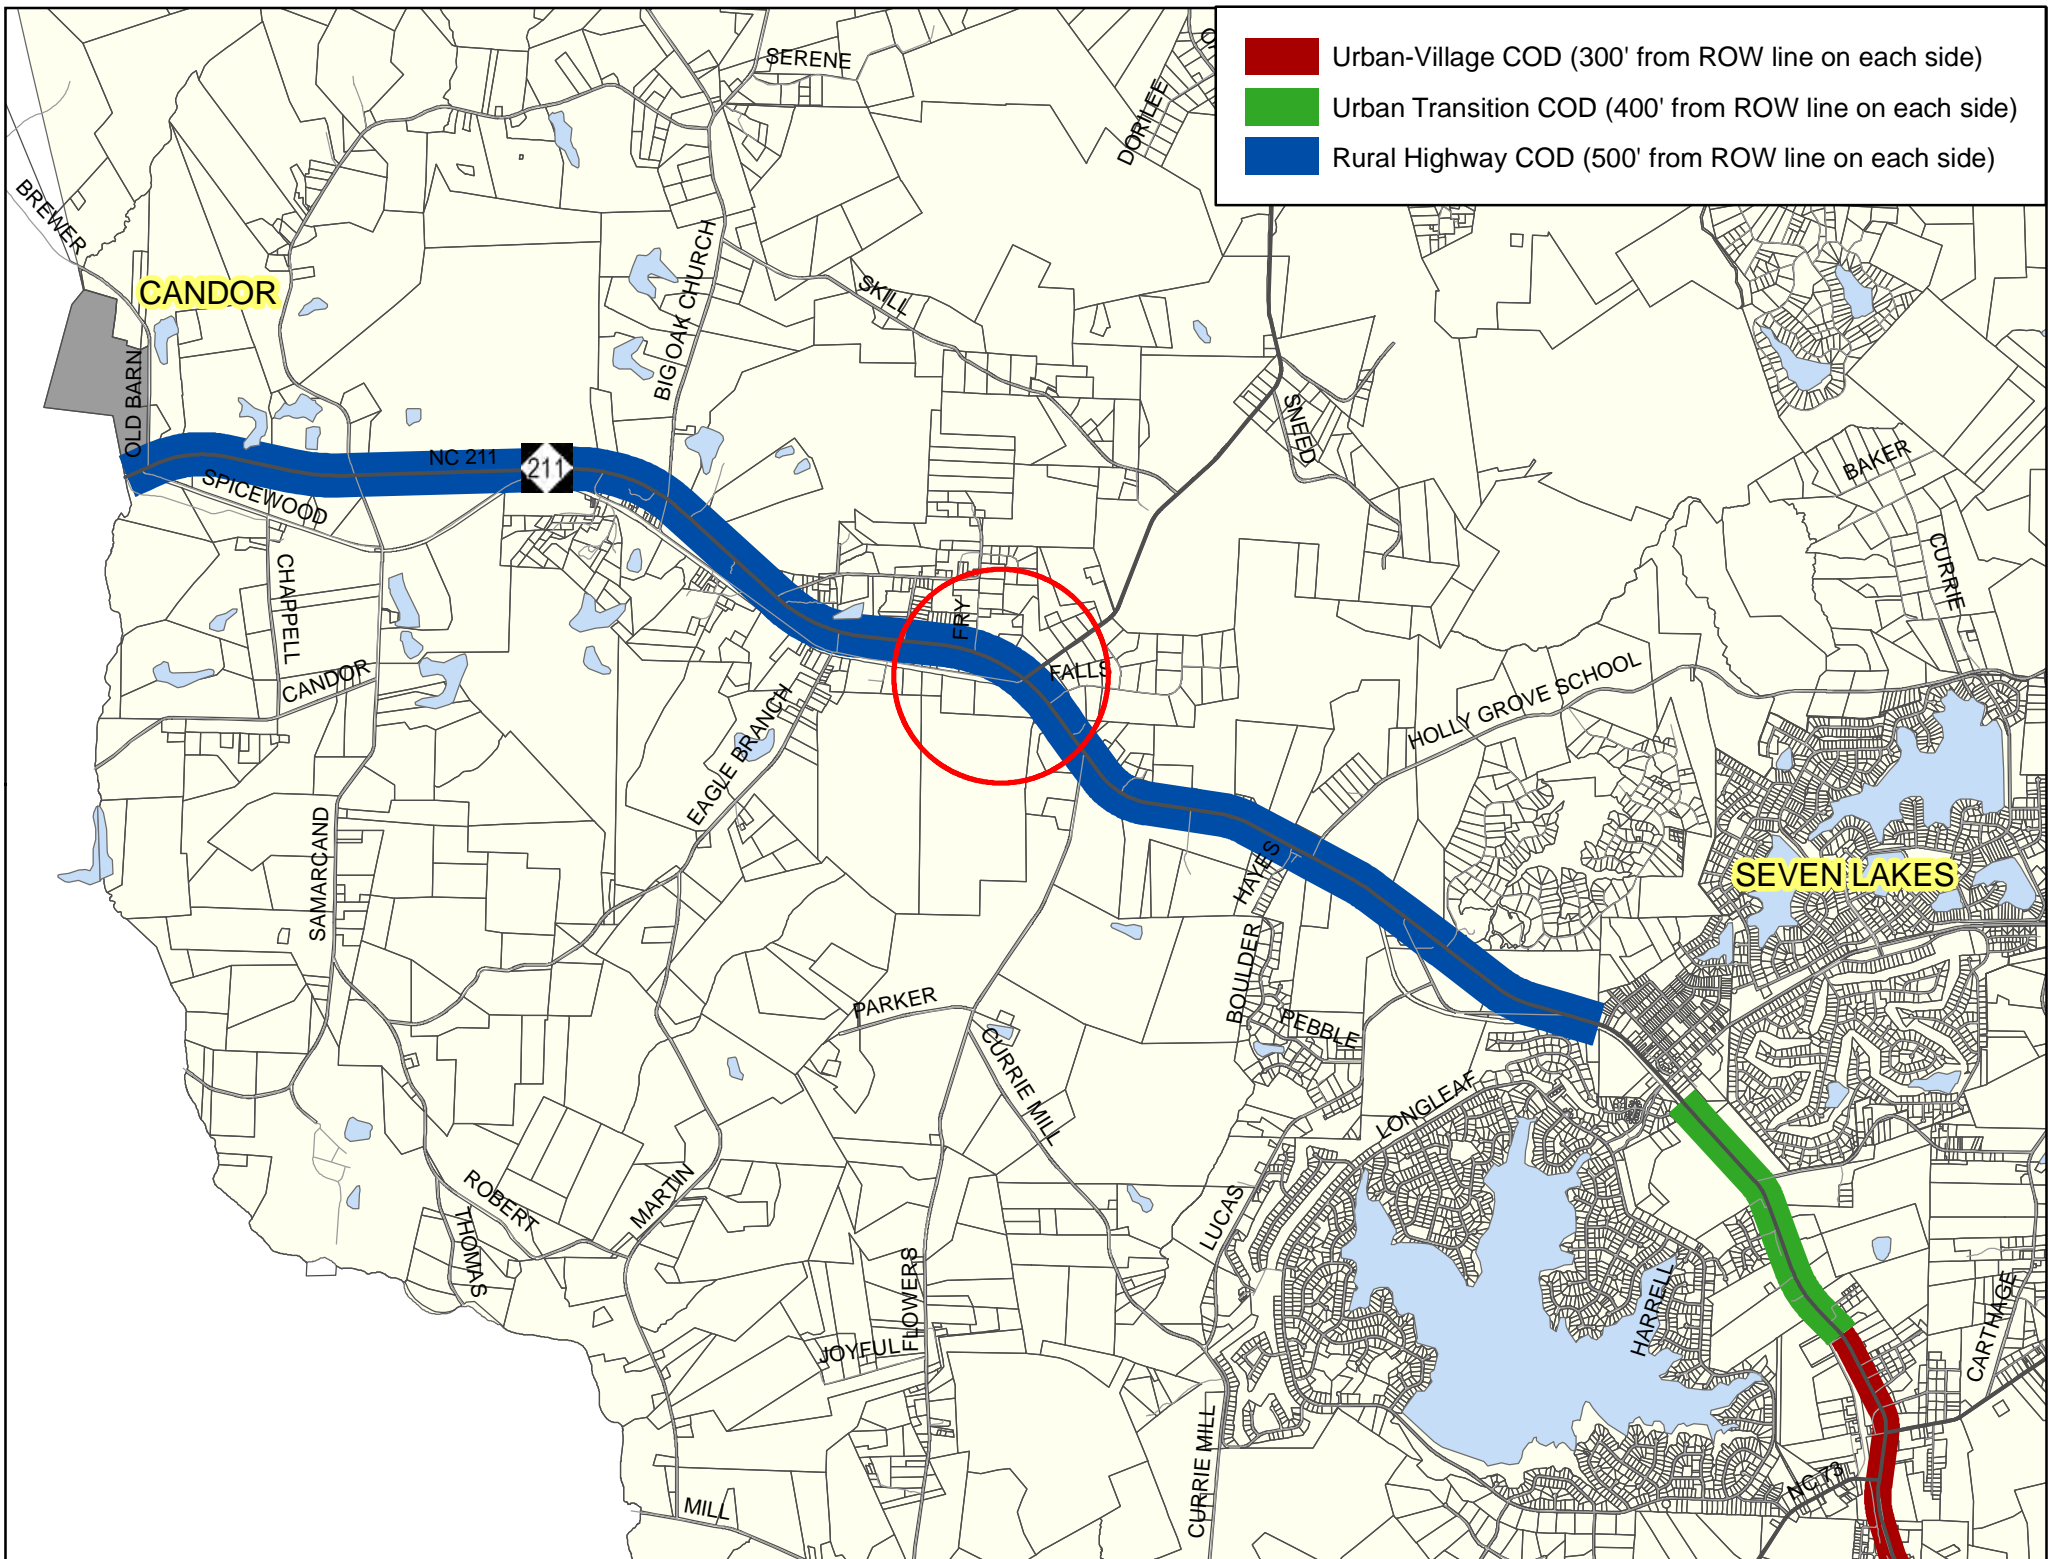 Urban-Village COD (300' from ROW line on each side)
Urban Transition COD (400' from ROW line on each side)
Rural Highway COD (500' from ROW line on each side)
SERENE
DORILEE
BREWER
CANDOR
BIG OAK CHURCH
SKILL
OLD BARN
SNEED
NC 211
211
BAKER
SPICEWOOD
CURRIE
CHAPPELL
FRY
CANDOR
FALLS
HOLLY GROVE SCHOOL
EAGLE BRANCH
SAMARCAND
HAYES
SEVEN LAKES
BOULDER
PARKER
PEBBLE
CURRIE MILL
LONGLEAF
ROBERT
MARTIN
THOMAS
LUCAS
FLOWERS
HARRELL
CARTHAGE
JOYFUL
CURRIE MILL
NC 73
MILL